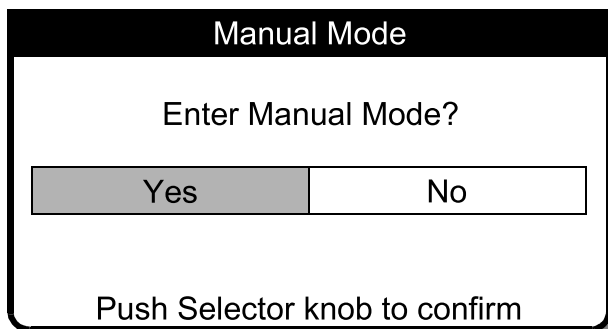 Manual Mode
Enter Manual Mode?
Yes No
Push Selector knob to confirm